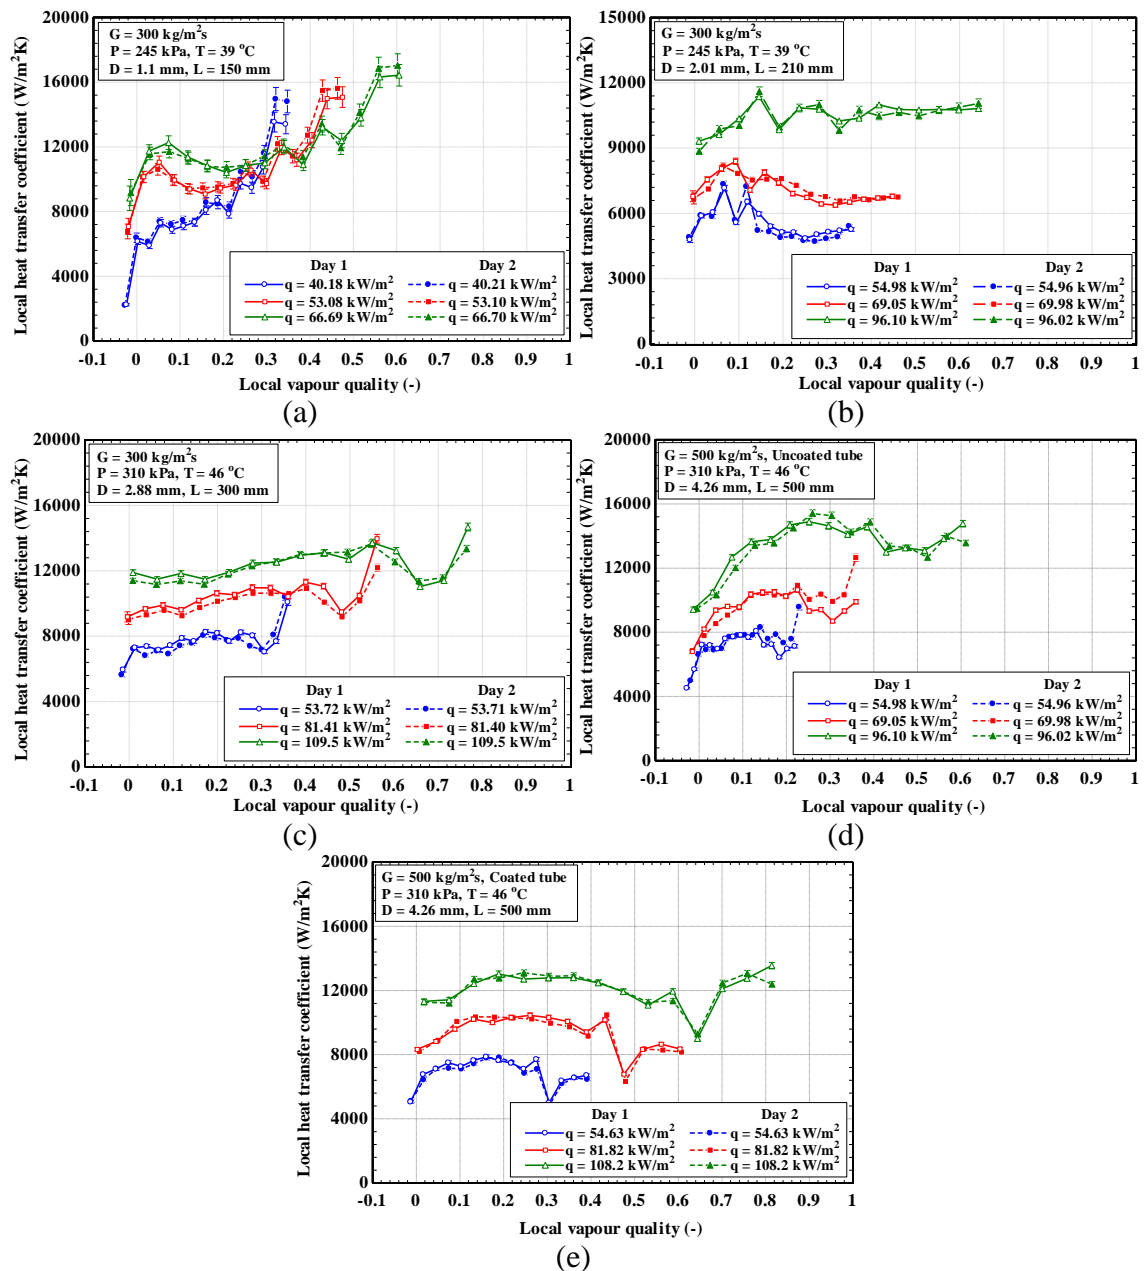 Local heat transfer coefficient (W/m²K)
20000
16000
12000
8000
4000
0
G = 300 kg/m²s
P = 245 kPa, T = 39 °C
D = 1.1 mm, L = 150 mm
Day 1 Day 2
q = 40.18 kW/m² q = 40.21 kW/m²
q = 53.08 kW/m² q = 53.10 kW/m²
q = 66.69 kW/m² q = 66.70 kW/m²
-0.1 0 0.1 0.2 0.3 0.4 0.5 0.6 0.7 0.8 0.9 1
Local vapour quality (-)
(a)
Local heat transfer coefficient (W/m²K)
15000
12000
9000
6000
3000
0
G = 300 kg/m²s
P = 245 kPa, T = 39 °C
D = 2.01 mm, L = 210 mm
Day 1 Day 2
q = 54.98 kW/m² q = 54.96 kW/m²
q = 69.05 kW/m² q = 69.98 kW/m²
q = 96.10 kW/m² q = 96.02 kW/m²
-0.1 0 0.1 0.2 0.3 0.4 0.5 0.6 0.7 0.8 0.9 1
Local vapour quality (-)
(b)
Local heat transfer coefficient (W/m²K)
20000
16000
12000
8000
4000
0
G = 300 kg/m²s
P = 310 kPa, T = 46 °C
D = 2.88 mm, L = 300 mm
Day 1 Day 2
q = 53.72 kW/m² q = 53.71 kW/m²
q = 81.41 kW/m² q = 81.40 kW/m²
q = 109.5 kW/m² q = 109.5 kW/m²
-0.1 0 0.1 0.2 0.3 0.4 0.5 0.6 0.7 0.8 0.9 1
Local vapour quality (-)
(c)
Local heat transfer coefficient (W/m²K)
20000
16000
12000
8000
4000
0
G = 500 kg/m²s, Uncoated tube
P = 310 kPa, T = 46 °C
D = 4.26 mm, L = 500 mm
Day 1 Day 2
q = 54.98 kW/m² q = 54.96 kW/m²
q = 69.05 kW/m² q = 69.98 kW/m²
q = 96.10 kW/m² q = 96.02 kW/m²
-0.1 0 0.1 0.2 0.3 0.4 0.5 0.6 0.7 0.8 0.9 1
Local vapour quality (-)
(d)
Local heat transfer coefficient (W/m²K)
20000
16000
12000
8000
4000
0
G = 500 kg/m²s, Coated tube
P = 310 kPa, T = 46 °C
D = 4.26 mm, L = 500 mm
Day 1 Day 2
q = 54.63 kW/m² q = 54.63 kW/m²
q = 81.82 kW/m² q = 81.82 kW/m²
q = 108.2 kW/m² q = 108.2 kW/m²
-0.1 0 0.1 0.2 0.3 0.4 0.5 0.6 0.7 0.8 0.9 1
Local vapour quality (-)
(e)